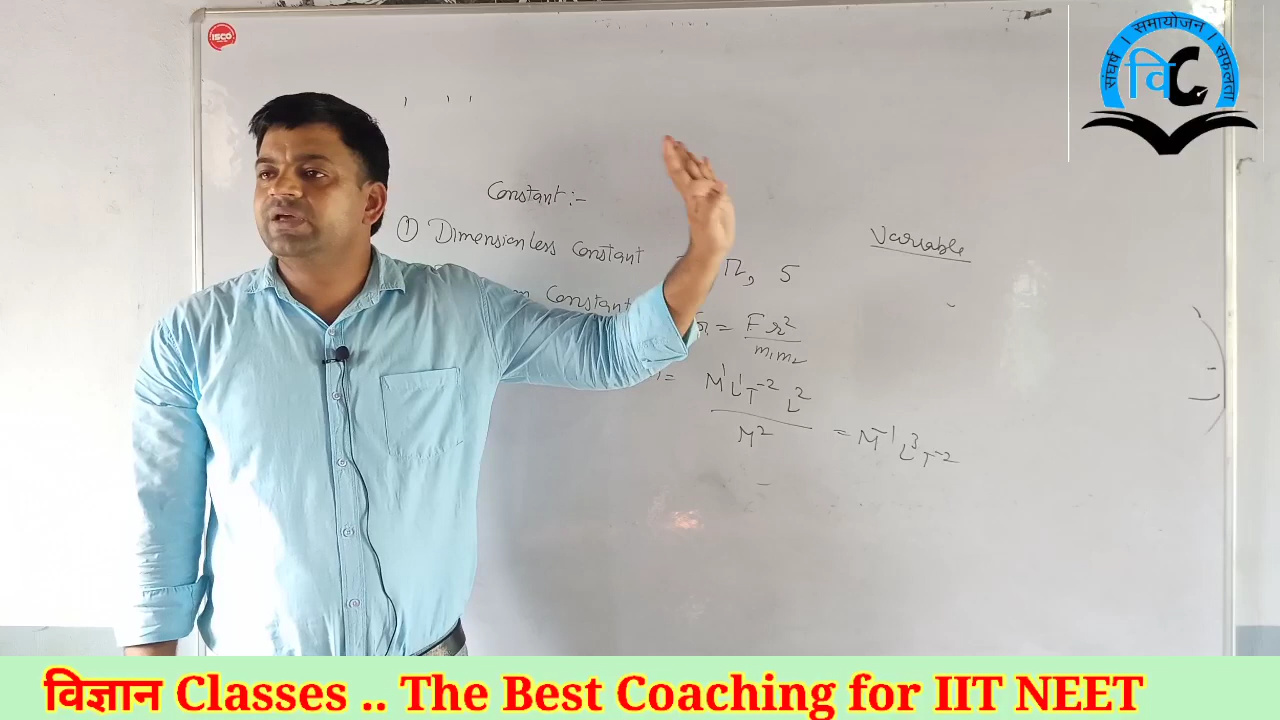 ISCO
संघर्ष । समायोजन । सफलता
विC
Constant:-
Variable
① Dimensionless Constant π, 5
Constant = F r² / m₁m₂
= M¹L¹T⁻² L² / M² = M⁻¹L³T⁻²
विज्ञान Classes .. The Best Coaching for IIT NEET